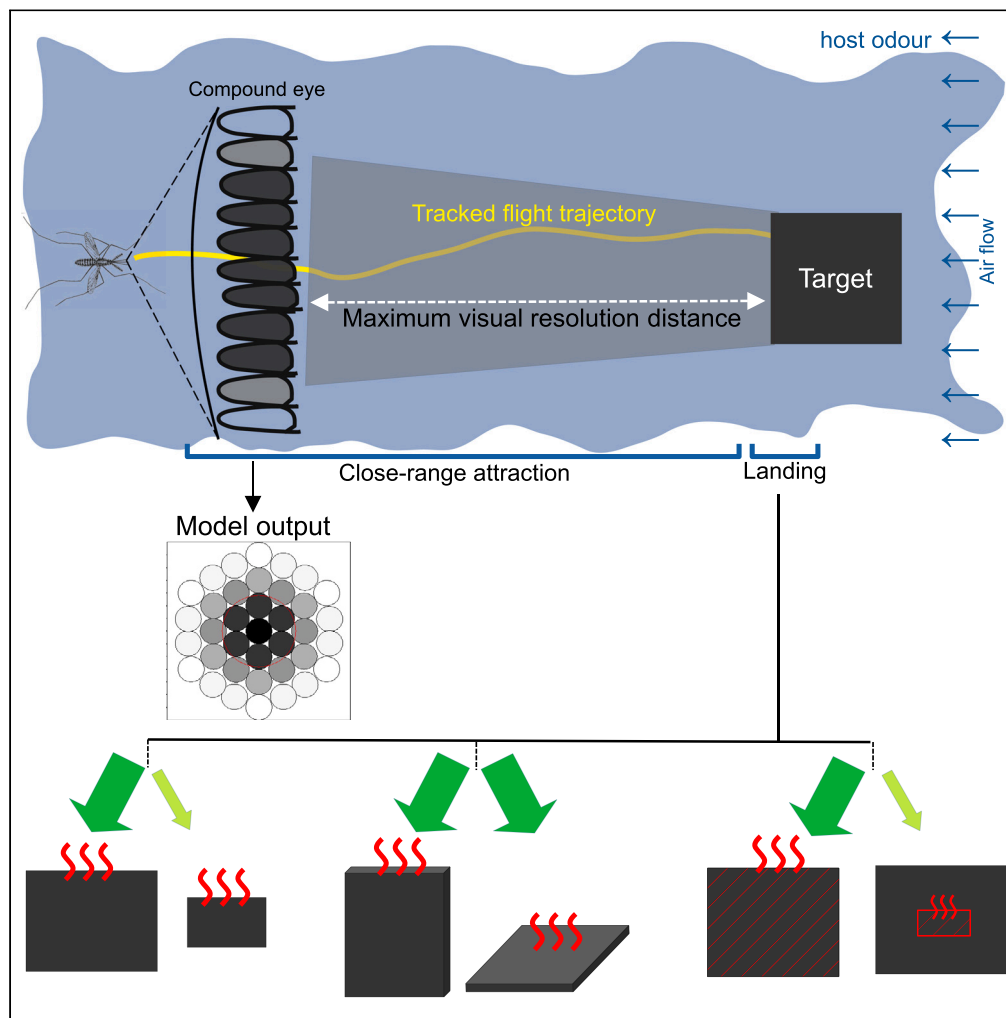 host odour
Compound eye
Tracked flight trajectory
Air flow
Target
Maximum visual resolution distance
Close-range attraction
Landing
Model output